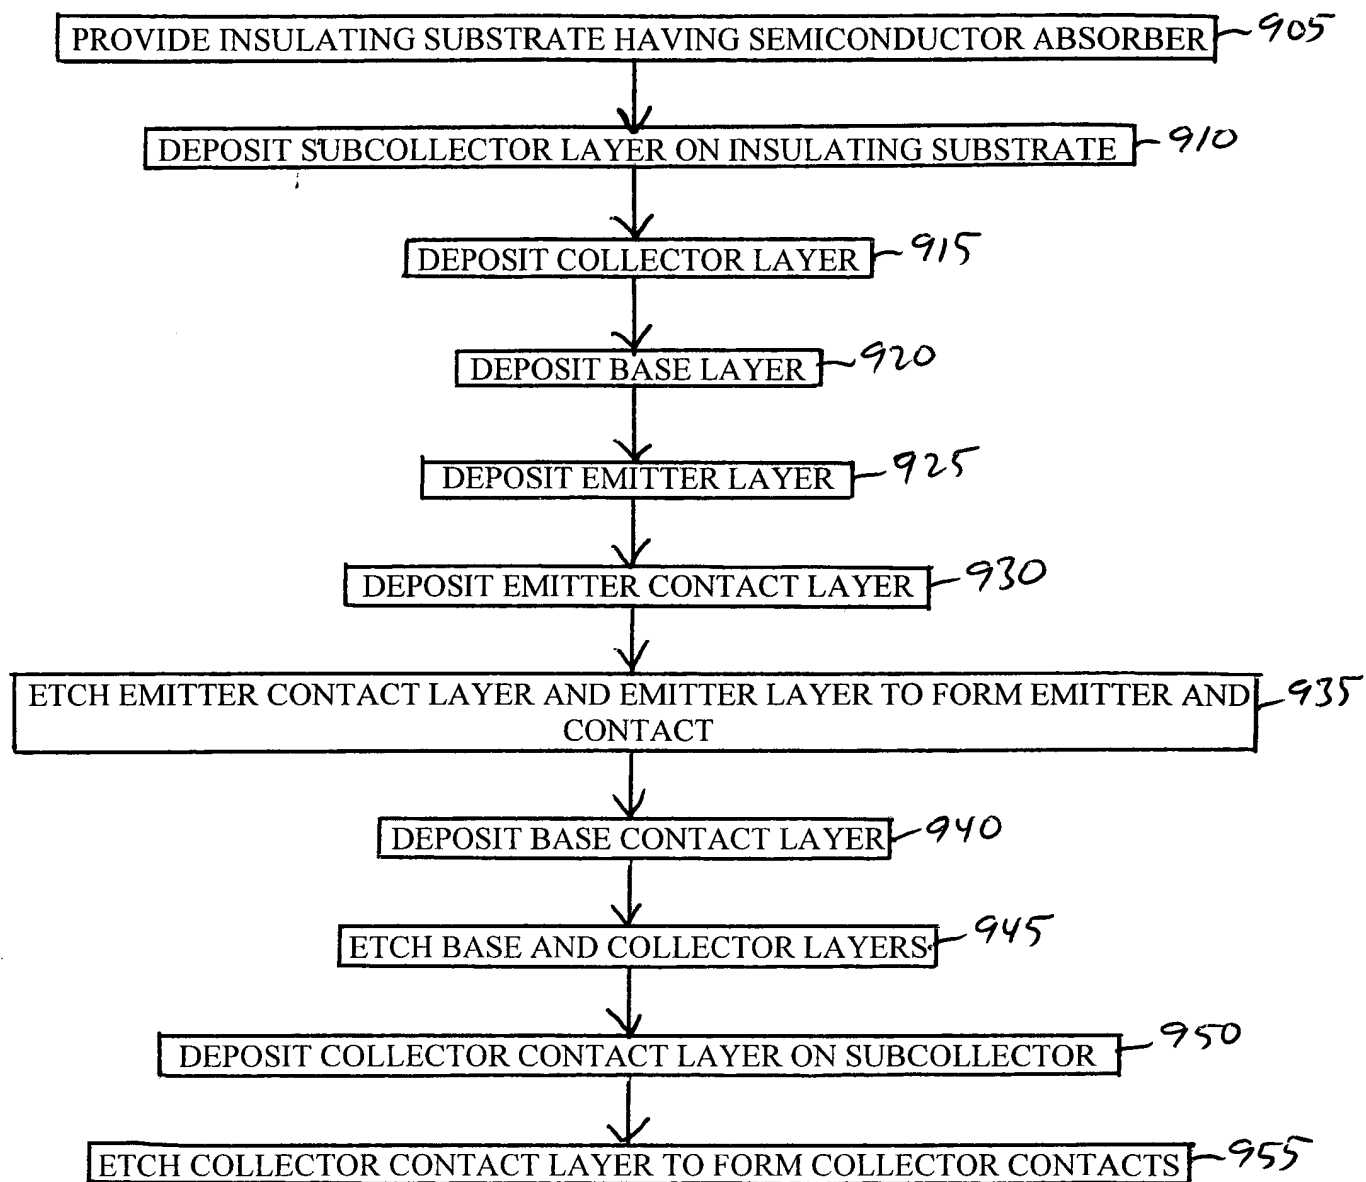 PROVIDE INSULATING SUBSTRATE HAVING SEMICONDUCTOR ABSORBER 905
DEPOSIT SUBCOLLECTOR LAYER ON INSULATING SUBSTRATE 910
DEPOSIT COLLECTOR LAYER 915
DEPOSIT BASE LAYER 920
DEPOSIT EMITTER LAYER 925
DEPOSIT EMITTER CONTACT LAYER 930
ETCH EMITTER CONTACT LAYER AND EMITTER LAYER TO FORM EMITTER AND 935
CONTACT
DEPOSIT BASE CONTACT LAYER 940
ETCH BASE AND COLLECTOR LAYERS 945
DEPOSIT COLLECTOR CONTACT LAYER ON SUBCOLLECTOR 950
ETCH COLLECTOR CONTACT LAYER TO FORM COLLECTOR CONTACTS 955